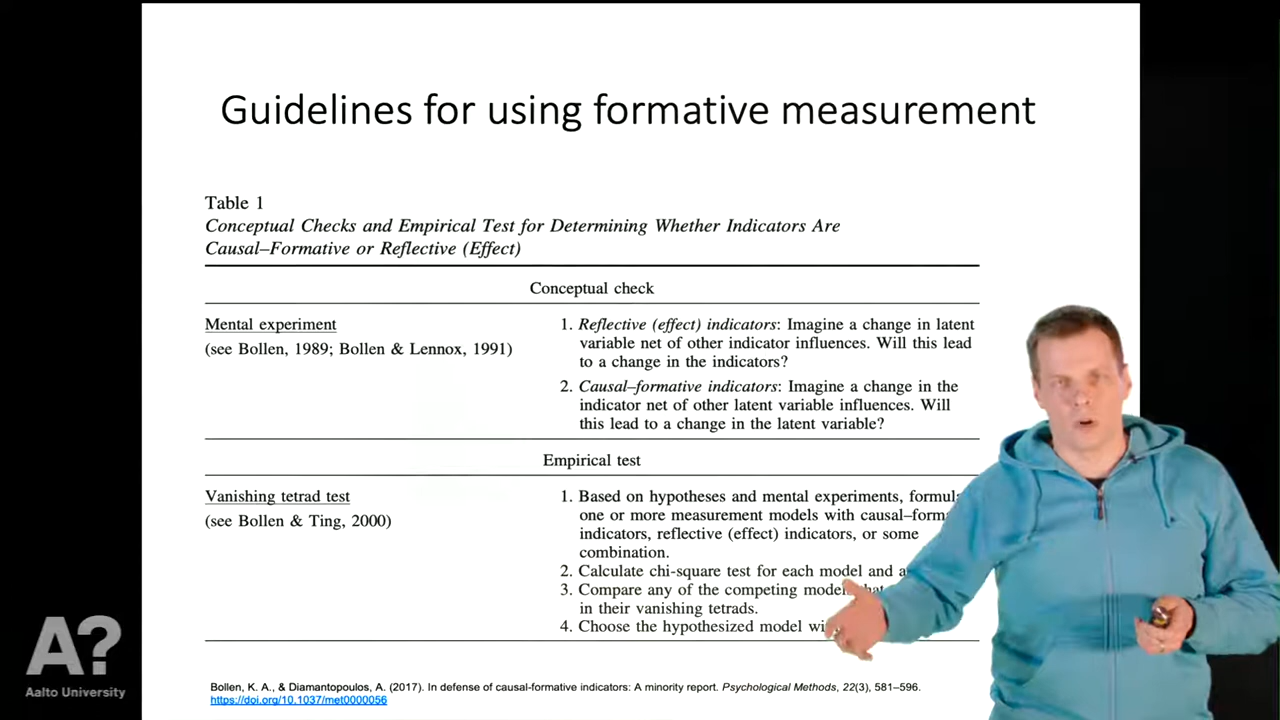 Guidelines for using formative measurement
Table 1
Conceptual Checks and Empirical Test for Determining Whether Indicators Are
Causal–Formative or Reflective (Effect)
Conceptual check
Mental experiment
(see Bollen, 1989; Bollen & Lennox, 1991)
1. Reflective (effect) indicators: Imagine a change in latent
variable net of other indicator influences. Will this lead
to a change in the indicators?
2. Causal–formative indicators: Imagine a change in the
indicator net of other latent variable influences. Will
this lead to a change in the latent variable?
Empirical test
Vanishing tetrad test
(see Bollen & Ting, 2000)
1. Based on hypotheses and mental experiments,
one or more measurement models with
indicators, reflective (effect) indicators, or some
combination.
2. Calculate chi-square test for each model and
3. Compare any of the competing
in their vanishing tetrads.
4. Choose the hypothesized model
A?
Aalto University
Bollen, K. A., & Diamantopoulos, A. (2017). In defense of causal-formative indicators: A minority report. Psychological Methods, 22(3), 581–596.
https://doi.org/10.1037/met0000056